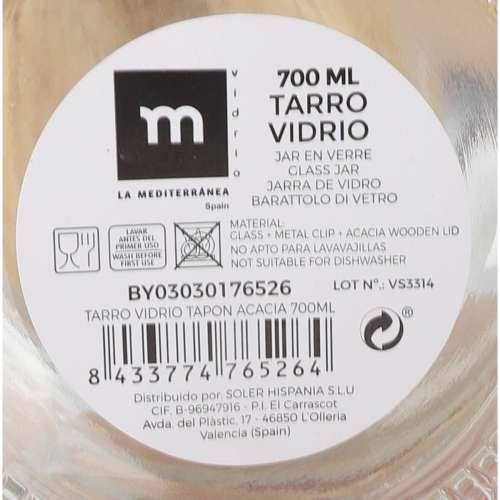 m
vidrio
LA MEDITERRÁNEA
Spain
700 ML
TARRO
VIDRIO
JAR EN VERRE
GLASS JAR
JARRA DE VIDRO
BARATTOLO DI VETRO
LAVAR
ANTES DEL
PRIMER USO
WASH BEFORE
FIRST USE
MATERIAL:
GLASS + METAL CLIP + ACACIA WOODEN LID
NO APTO PARA LAVAVAJILLAS
NOT SUITABLE FOR DISHWASHER
BY03030176526
LOT Nº.: VS3314
TARRO VIDRIO TAPON ACACIA 700ML
8 433774 765264
®
Distribuido por: SOLER HISPANIA S.L.U
CIF. B-96947916 - P.I. El Carrascot
Avda. del Plàstic, 17 - 46850 L'Olleria
Valencia (Spain)